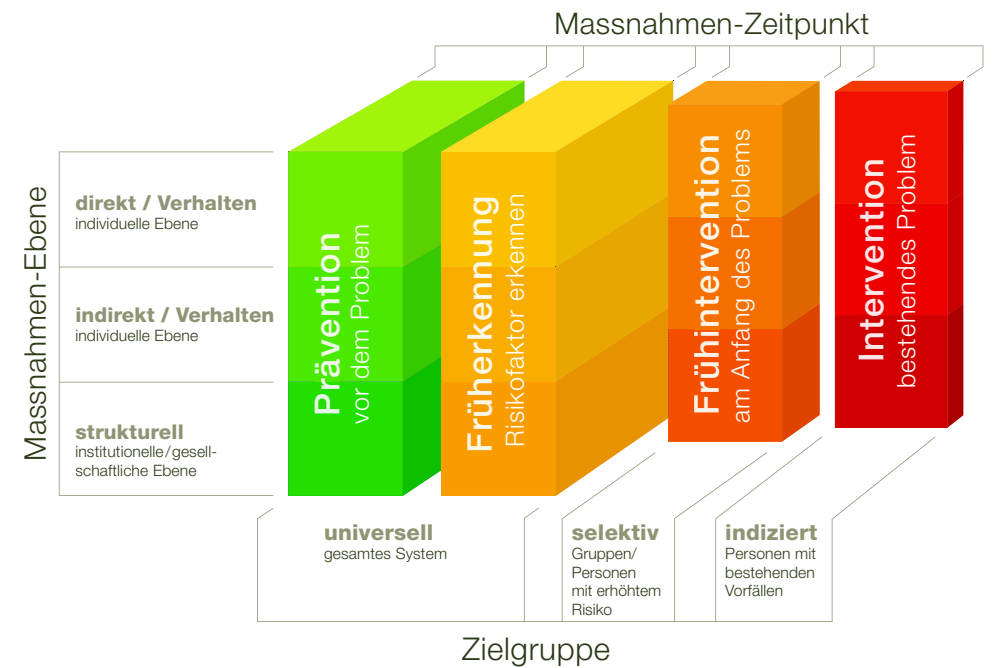 Massnahmen-Zeitpunkt
Massnahmen-Ebene
direkt / Verhalten
individuelle Ebene
indirekt / Verhalten
individuelle Ebene
strukturell
institutionelle/gesell-
schaftliche Ebene
Prävention
vor dem Problem
Früherkennung
Risikofaktor erkennen
Frühintervention
am Anfang des Problems
Intervention
bestehendes Problem
universell
gesamtes System
selektiv
Gruppen/
Personen
mit erhöhtem
Risiko
indiziert
Personen mit
bestehenden
Vorfällen
Zielgruppe